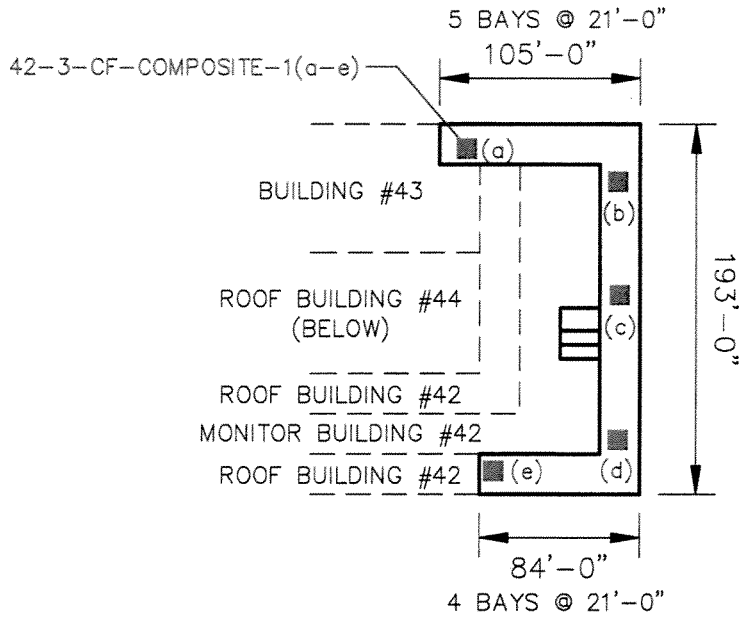 5 BAYS @ 21'-0"
105'-0"
42-3-CF-COMPOSITE-1(a-e)
(a)
BUILDING #43
(b)
193'-0"
ROOF BUILDING #44
(BELOW)
(c)
ROOF BUILDING #42
MONITOR BUILDING #42
ROOF BUILDING #42
(e)
(d)
84'-0"
4 BAYS @ 21'-0"